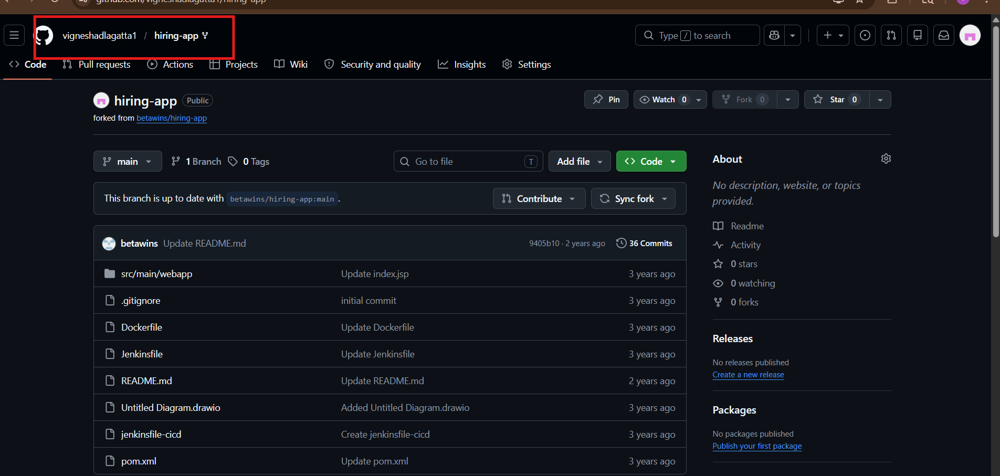 github.com/vigneshadlagatta1/hiring-app
vigneshadlagatta1 / hiring-app
Type / to search
Code Pull requests Actions Projects Wiki Security and quality Insights Settings
hiring-app Public
Pin Watch 0 Fork 0 Star 0
forked from betawins/hiring-app
main 1 Branch 0 Tags
Go to file T Add file Code
This branch is up to date with betawins/hiring-app:main .
Contribute Sync fork
betawins Update README.md 9405b10 · 2 years ago 36 Commits
src/main/webapp Update index.jsp 3 years ago
.gitignore initial commit 3 years ago
Dockerfile Update Dockerfile 3 years ago
Jenkinsfile Update Jenkinsfile 3 years ago
README.md Update README.md 2 years ago
Untitled Diagram.drawio Added Untitled Diagram.drawio 3 years ago
jenkinsfile-cicd Create jenkinsfile-cicd 3 years ago
pom.xml Update pom.xml 3 years ago
About
No description, website, or topics
provided.
Readme
Activity
0 stars
0 watching
0 forks
Releases
No releases published
Create a new release
Packages
No packages published
Publish your first package